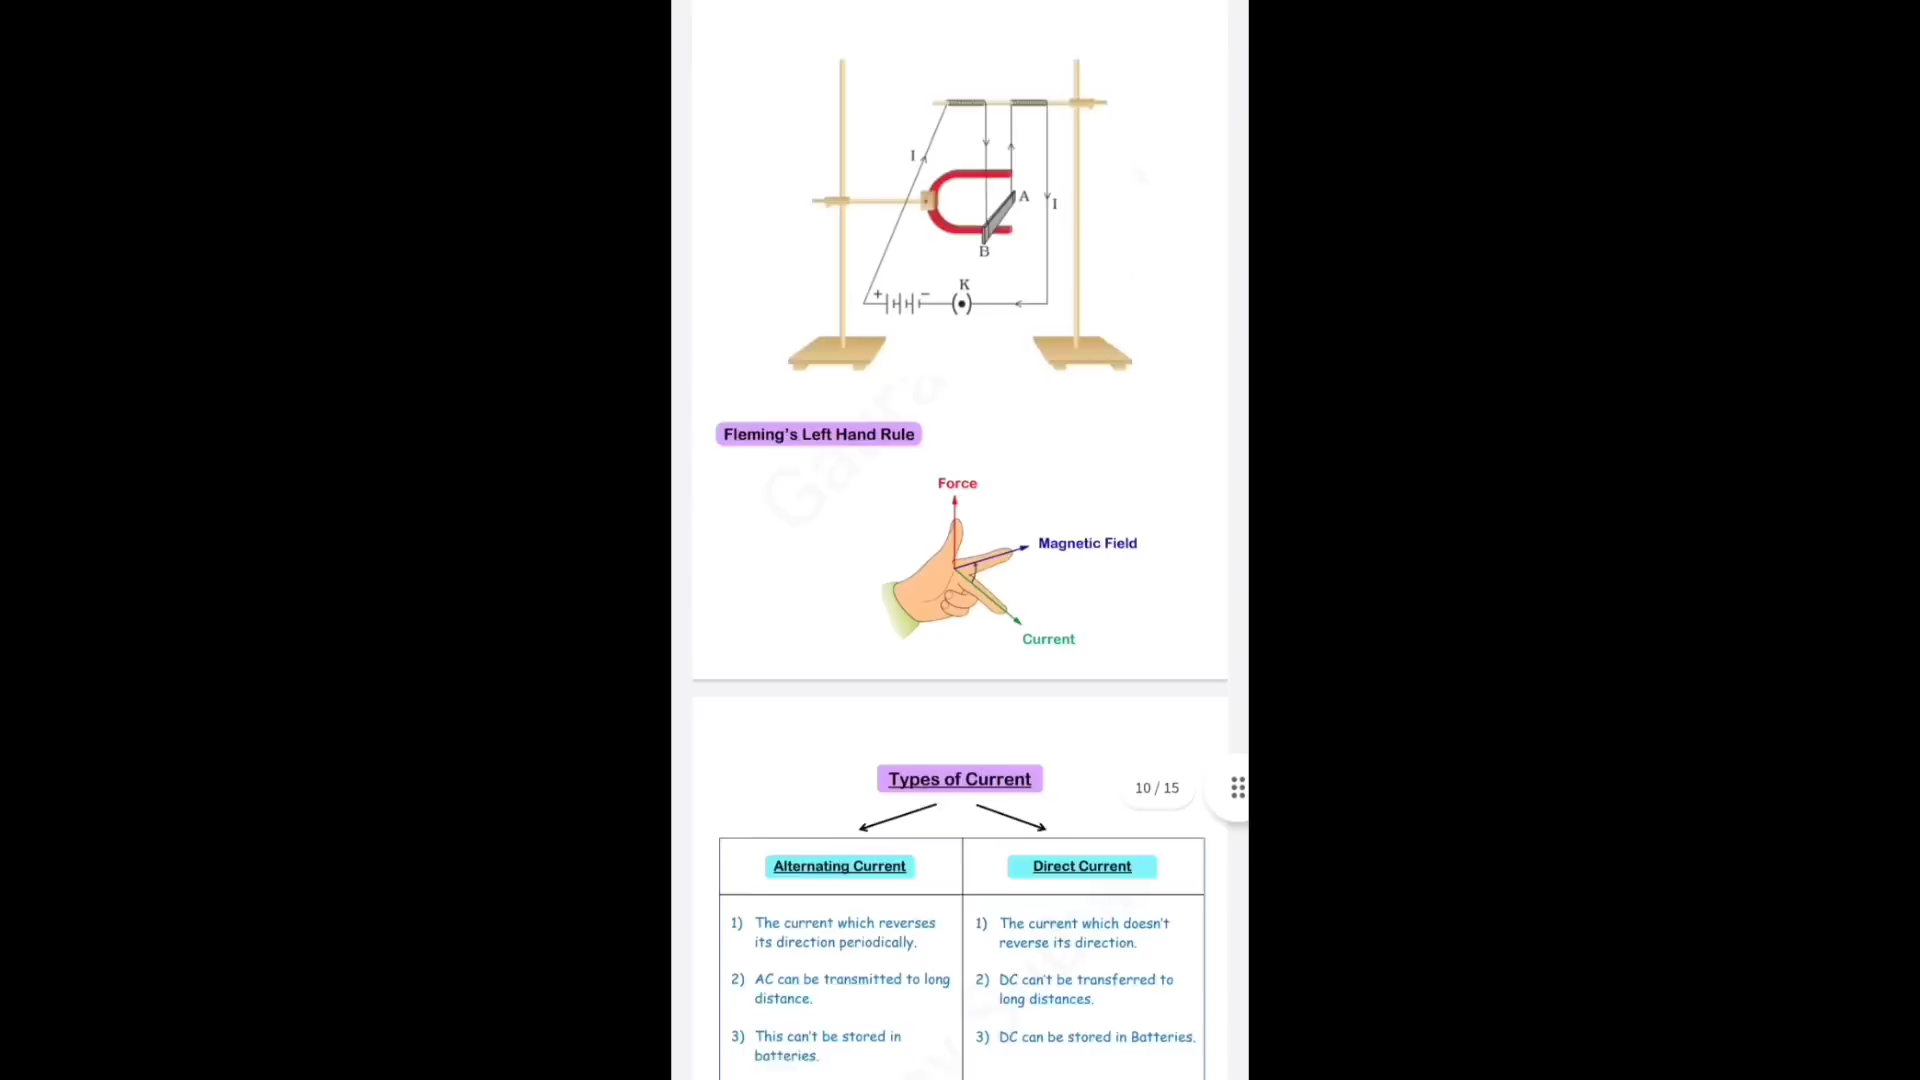 I
A
I
B
K
+
−
Fleming's Left Hand Rule
Force
Magnetic Field
Current
Types of Current
10 / 15
Alternating Current
Direct Current
1) The current which reverses
its direction periodically.
2) AC can be transmitted to long
distance.
3) This can't be stored in
batteries.
1) The current which doesn't
reverse its direction.
2) DC can't be transferred to
long distances.
3) DC can be stored in Batteries.